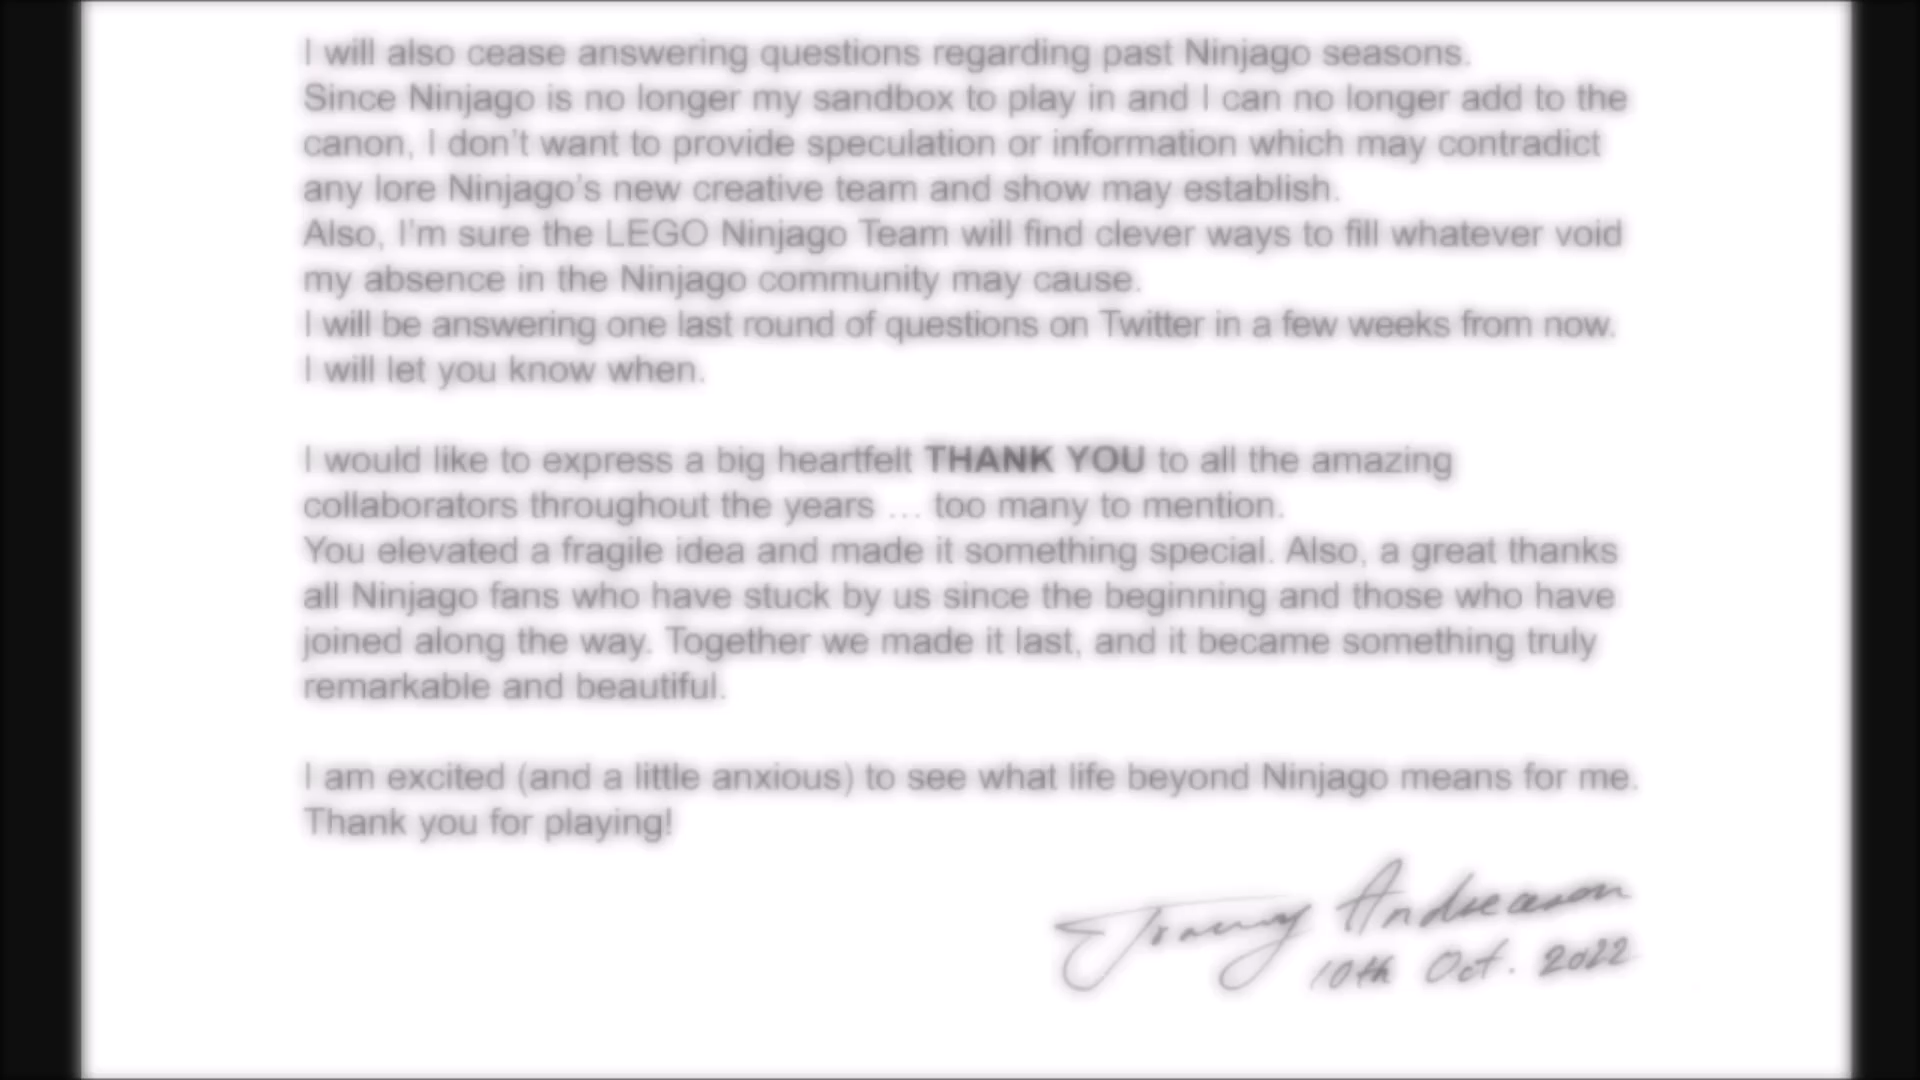 I will also cease answering questions regarding past Ninjago seasons.
Since Ninjago is no longer my sandbox to play in and I can no longer add to the
canon, I don’t want to provide speculation or information which may contradict
any lore Ninjago’s new creative team and show may establish.
Also, I’m sure the LEGO Ninjago Team will find clever ways to fill whatever void
my absence in the Ninjago community may cause.
I will be answering one last round of questions on Twitter in a few weeks from now.
I will let you know when.
I would like to express a big heartfelt THANK YOU to all the amazing
collaborators throughout the years … too many to mention.
You elevated a fragile idea and made it something special. Also, a great thanks
all Ninjago fans who have stuck by us since the beginning and those who have
joined along the way. Together we made it last, and it became something truly
remarkable and beautiful.
I am excited (and a little anxious) to see what life beyond Ninjago means for me.
Thank you for playing!
Tommy Andreasen
10th Oct. 2022